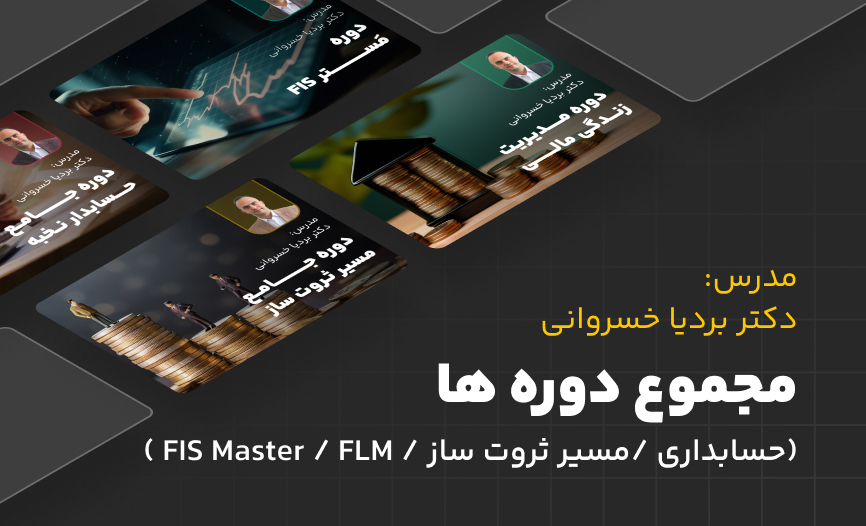 مدرس:
دکتر بردیا خسروانی
دوره
مَستر FIS
مدرس:
دکتر بردیا خسروانی
دوره مدیریت
زندگی مالی
مدرس:
دکتر بردیا خسروانی
دوره جامع
حسابدار نخبه
مدرس:
دکتر بردیا خسروانی
دوره جامع
مسیر ثروت ساز
مدرس:
دکتر بردیا خسروانی
مجموع دوره ها
(حسابداری /مسیر ثروت ساز / FIS Master / FLM )